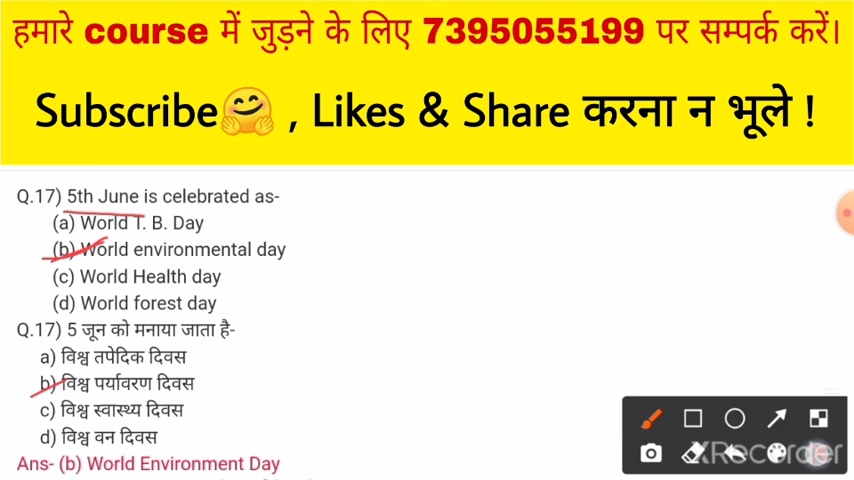 हमारे course में जुड़ने के लिए 7395055199 पर सम्पर्क करें।
Subscribe🤗 , Likes & Share करना न भूले !
Q.17) 5th June is celebrated as-
(a) World T. B. Day
(b) World environmental day
(c) World Health day
(d) World forest day
Q.17) 5 जून को मनाया जाता है-
a) विश्व तपेदिक दिवस
b) विश्व पर्यावरण दिवस
c) विश्व स्वास्थ्य दिवस
d) विश्व वन दिवस
Ans- (b) World Environment Day
XRecorder